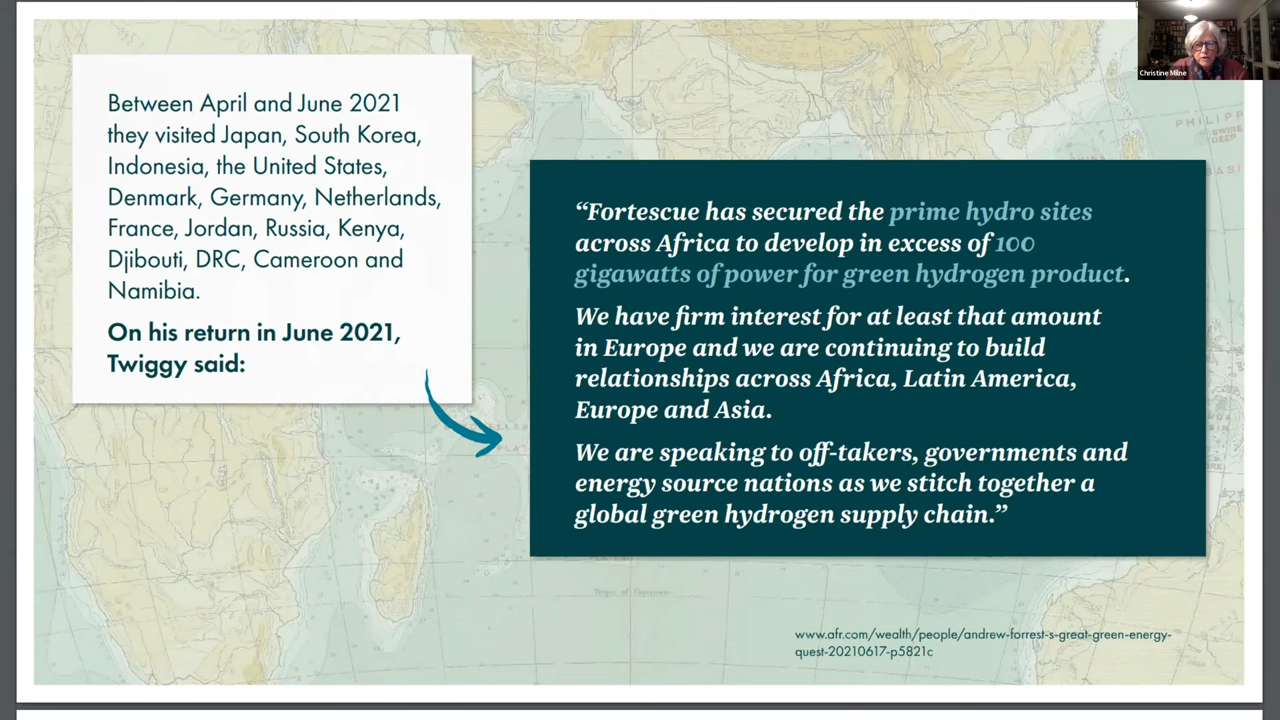 Christine Milne
Between April and June 2021
they visited Japan, South Korea,
Indonesia, the United States,
Denmark, Germany, Netherlands,
France, Jordan, Russia, Kenya,
Djibouti, DRC, Cameroon and
Namibia.
On his return in June 2021,
Twiggy said:
“Fortescue has secured the prime hydro sites
across Africa to develop in excess of 100
gigawatts of power for green hydrogen product.
We have firm interest for at least that amount
in Europe and we are continuing to build
relationships across Africa, Latin America,
Europe and Asia.
We are speaking to off-takers, governments and
energy source nations as we stitch together a
global green hydrogen supply chain.”
www.afr.com/wealth/people/andrew-forrest-s-great-green-energy-
quest-20210617-p5821c